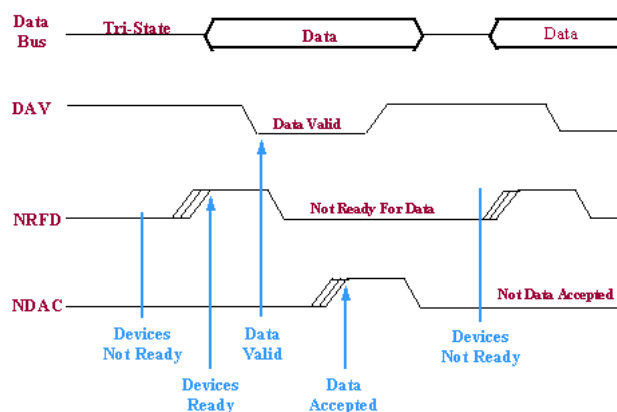 Data
Bus
Tri-State
Data
Data
DAV
Data Valid
NRFD
Not Ready For Data
NDAC
Not Data Accepted
Devices
Not Ready
Data
Valid
Devices
Not Ready
Devices
Ready
Data
Accepted